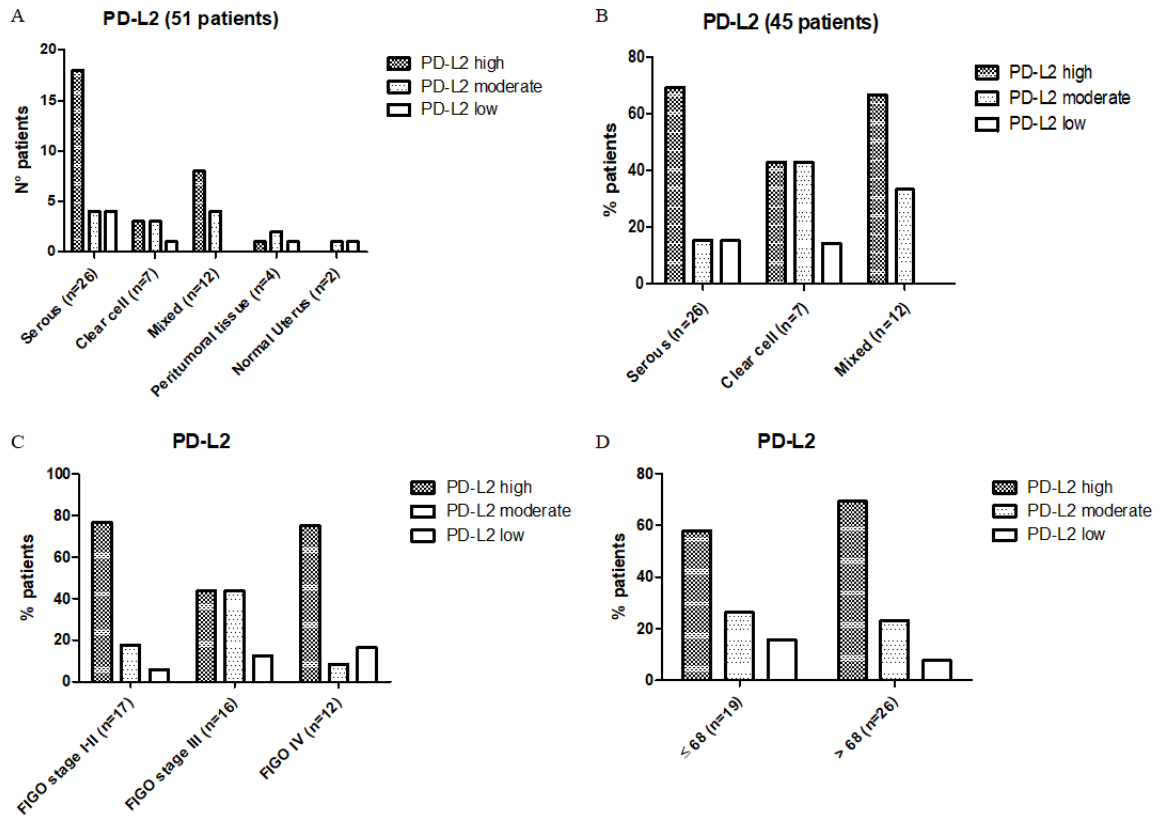 A
PD-L2 (51 patients)
20
15
10
5
0
N° patients
Serous (n=26)
Clear cell (n=7)
Mixed (n=12)
Peritumoral tissue (n=4)
Normal Uterus (n=2)
PD-L2 high
PD-L2 moderate
PD-L2 low
B
PD-L2 (45 patients)
80
60
40
20
0
% patients
Serous (n=26)
Clear cell (n=7)
Mixed (n=12)
PD-L2 high
PD-L2 moderate
PD-L2 low
C
PD-L2
100
80
60
40
20
0
% patients
FIGO stage I-II (n=17)
FIGO stage III (n=16)
FIGO IV (n=12)
PD-L2 high
PD-L2 moderate
PD-L2 low
D
PD-L2
80
60
40
20
0
% patients
≤ 68 (n=19)
> 68 (n=26)
PD-L2 high
PD-L2 moderate
PD-L2 low